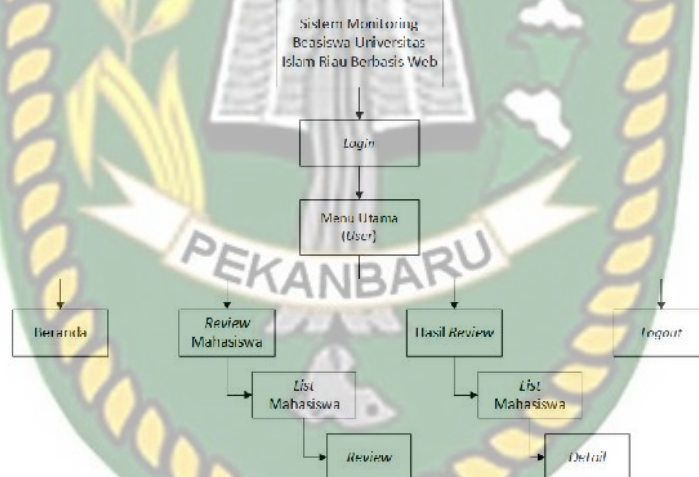 Sistem Monitoring
Beasiswa Universitas
Islam Riau Berbasis Web
Login
Menu Utama
(User)
PEKANBARU
Beranda
Review
Mahasiswa
Hasil Review
Logout
List
Mahasiswa
List
Mahasiswa
Review
Detail